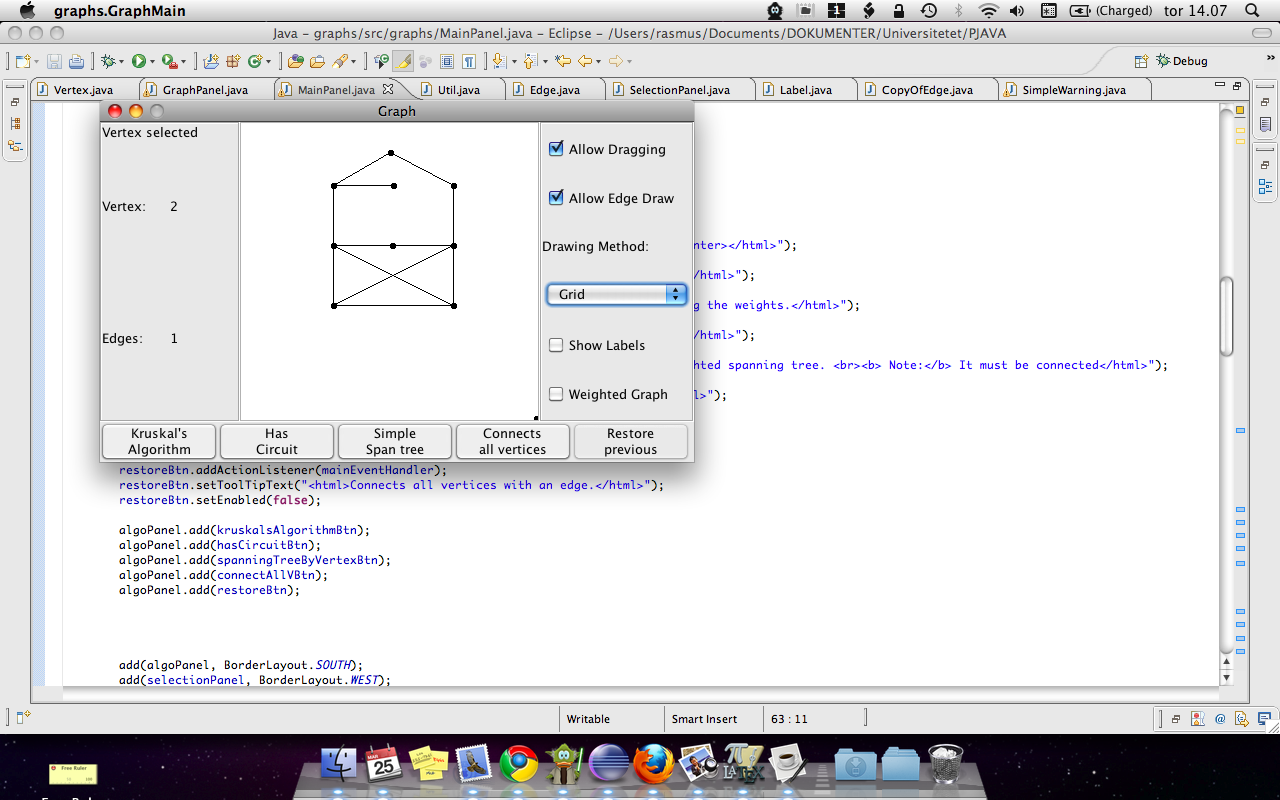 graphs.GraphMain
1
(Charged)
tor 14.07
Java – graphs/src/graphs/MainPanel.java – Eclipse – /Users/rasmus/Documents/DOKUMENTER/Universitetet/PJAVA
Debug
Vertex.java
GraphPanel.java
MainPanel.java
Util.java
Edge.java
SelectionPanel.java
Label.java
CopyOfEdge.java
SimpleWarning.java
Graph
Vertex selected
Vertex: 2
Edges: 1
Allow Dragging
Allow Edge Draw
Drawing Method:
Grid
Show Labels
Weighted Graph
Kruskal's
Algorithm
Has
Circuit
Simple
Span tree
Connects
all vertices
Restore
previous
nter></html>");
/html>");
g the weights.</html>");
/html>");
hted spanning tree. <br><b> Note:</b> It must be connected</html>");
l>");
restoreBtn.addActionListener(mainEventHandler);
restoreBtn.setToolTipText("<html>Connects all vertices with an edge.</html>");
restoreBtn.setEnabled(false);
algoPanel.add(kruskalsAlgorithmBtn);
algoPanel.add(hasCircuitBtn);
algoPanel.add(spanningTreeByVertexBtn);
algoPanel.add(connectAllVBtn);
algoPanel.add(restoreBtn);
add(algoPanel, BorderLayout.SOUTH);
add(selectionPanel, BorderLayout.WEST);
Writable
Smart Insert
63 : 11
Free Ruler
MAR
25